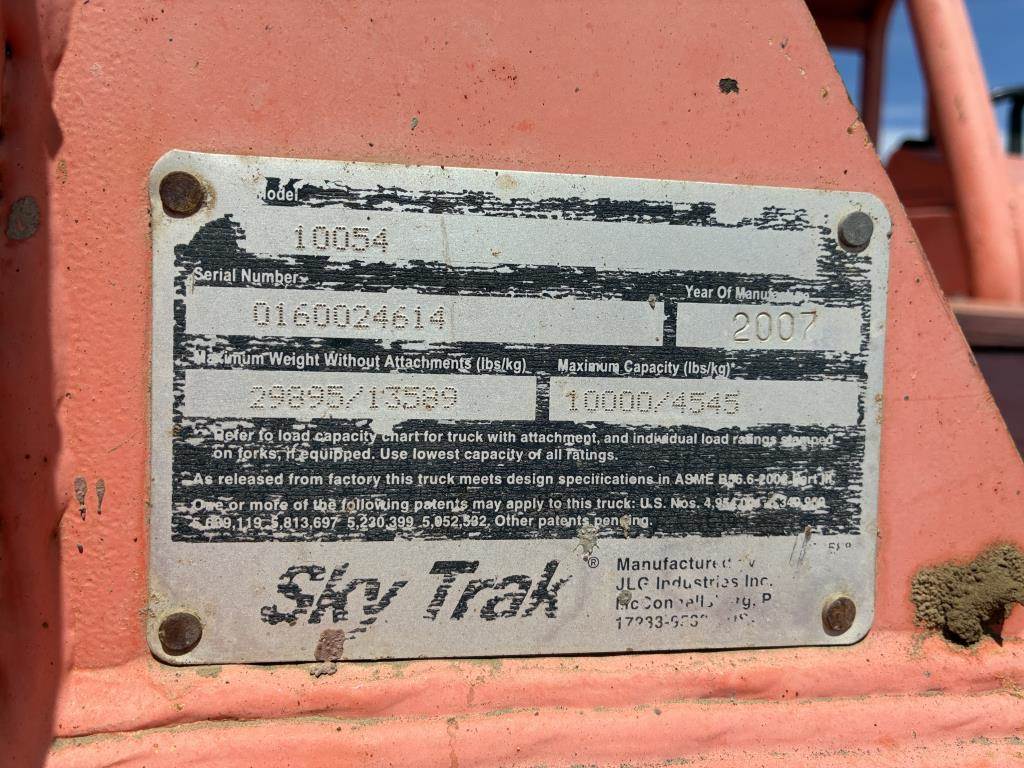 Model
10054
Serial Number
0160024614
Year Of Manufacture
2007
Maximum Weight Without Attachments (lbs/kg)
29895/13589
Maximum Capacity (lbs/kg)*
10000/4545
Refer to load capacity chart for truck with attachment, and individual load ratings stamped
on forks, if equipped. Use lowest capacity of all ratings.
As released from factory this truck meets design specifications in ASME
One or more of the following patents may apply to this truck: U.S. Nos.
5,813,697 5,230,399 Other patents pending.
Sky Trak®
Manufactured
JLG Industries Inc.